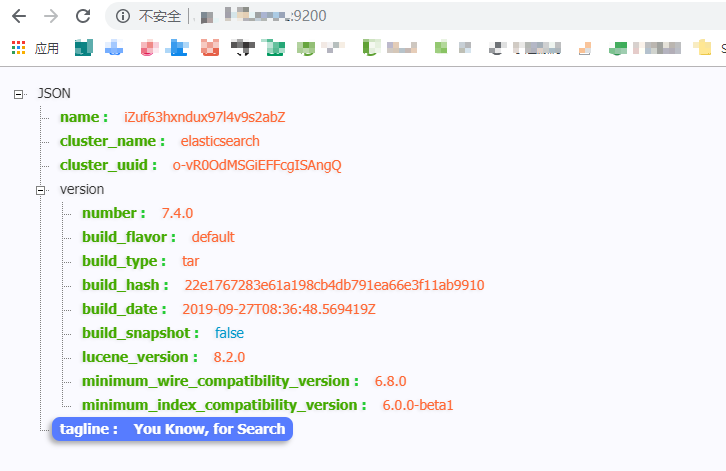 不安全 :9200
应用
JSON
name : iZuf63hxndux97l4v9s2abZ
cluster_name : elasticsearch
cluster_uuid : o-vR0OdMSGiEFFcgISAngQ
version
number : 7.4.0
build_flavor : default
build_type : tar
build_hash : 22e1767283e61a198cb4db791ea66e3f11ab9910
build_date : 2019-09-27T08:36:48.569419Z
build_snapshot : false
lucene_version : 8.2.0
minimum_wire_compatibility_version : 6.8.0
minimum_index_compatibility_version : 6.0.0-beta1
tagline : You Know, for Search